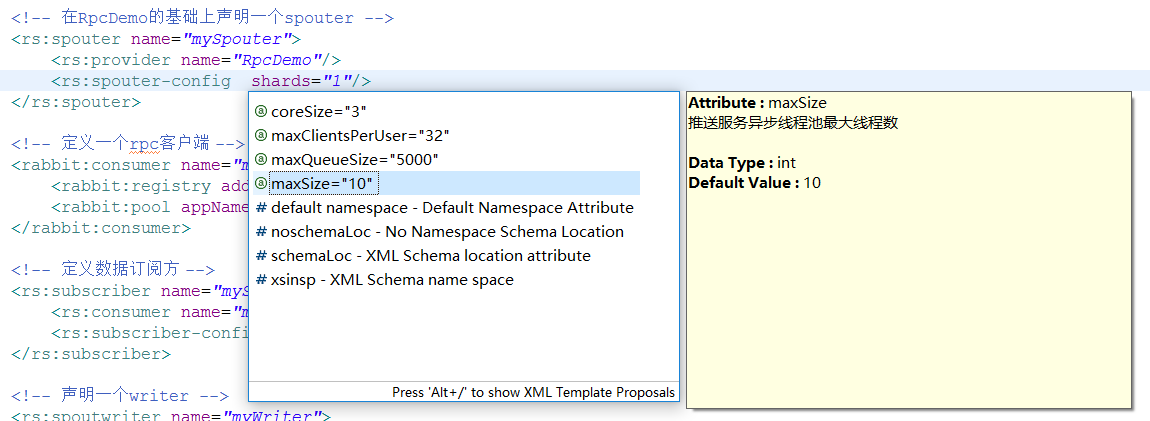 <!-- 在RpcDemo的基础上声明一个spouter -->
<rs:spouter name="mySpouter">
<rs:provider name="RpcDemo"/>
<rs:spouter-config  shards="1"/>
</rs:spouter>
<!-- 定义一个rpc客户端 -->
<rabbit:consumer name="m
<rabbit:registry add
<rabbit:pool appName
</rabbit:consumer>
<!-- 定义数据订阅方 -->
<rs:subscriber name="myS
<rs:consumer name="m
<rs:subscriber-confi
</rs:subscriber>
<!-- 声明一个writer -->
<rs:spoutwriter name="myWriter">
coreSize="3"
maxClientsPerUser="32"
maxQueueSize="5000"
maxSize="10"
# default namespace - Default Namespace Attribute
# noschemaLoc - No Namespace Schema Location
# schemaLoc - XML Schema location attribute
# xsinsp - XML Schema name space
Press 'Alt+/' to show XML Template Proposals
Attribute : maxSize
推送服务异步线程池最大线程数
Data Type : int
Default Value : 10